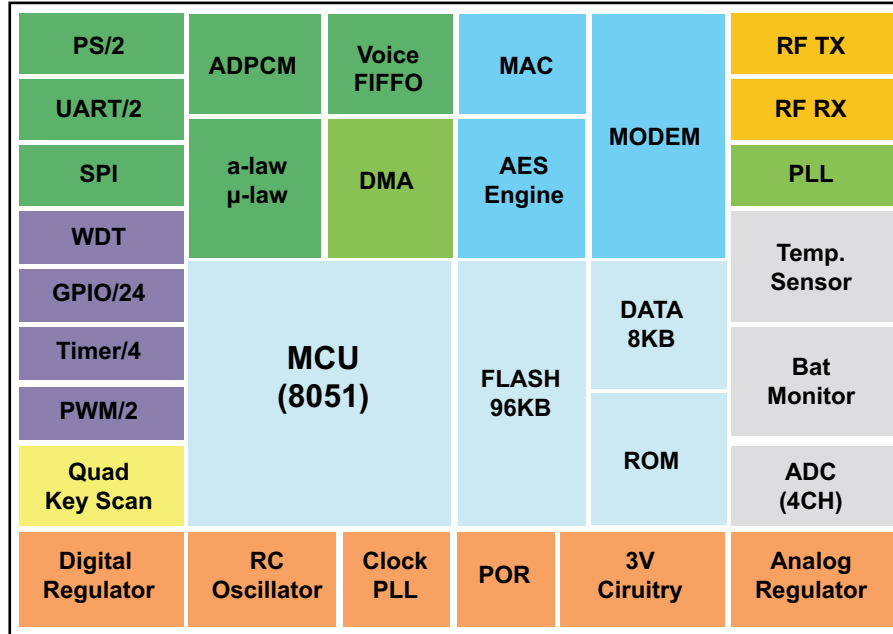 PS/2
UART/2
SPI
WDT
GPIO/24
Timer/4
PWM/2
Quad
Key Scan
ADPCM
Voice
FIFFO
MAC
MODEM
a-law
µ-law
DMA
AES
Engine
MCU
(8051)
FLASH
96KB
DATA
8KB
ROM
RF TX
RF RX
PLL
Temp.
Sensor
Bat
Monitor
ADC
(4CH)
Digital
Regulator
RC
Oscillator
Clock
PLL
POR
3V
Ciruitry
Analog
Regulator